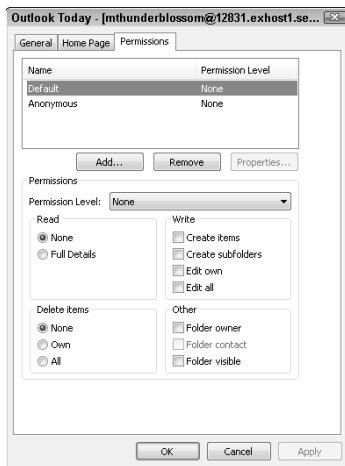 Outlook Today - [mthunderblossom@12831.exhost1.se...
General Home Page Permissions
Name Permission Level
Default None
Anonymous None
Add... Remove Properties...
Permissions
Permission Level: None
Read Write
None Create items
Full Details Create subfolders
Edit own
Edit all
Delete items Other
None Folder owner
Own Folder contact
All Folder visible
OK Cancel Apply